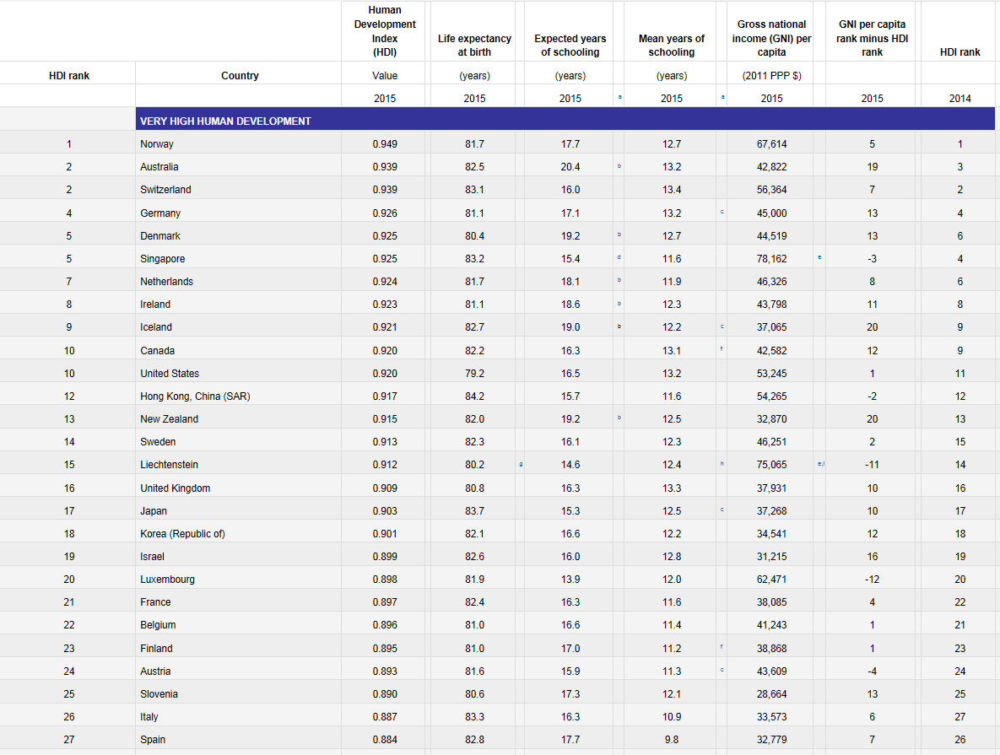 Human Development Index (HDI) Life expectancy at birth Expected years of schooling Mean years of schooling Gross national income (GNI) per capita GNI per capita rank minus HDI rank HDI rank
HDI rank Country Value (years) (years) (years) (2011 PPP $)
2015 2015 2015 a 2015 a 2015 2015 2014
VERY HIGH HUMAN DEVELOPMENT
1 Norway 0.949 81.7 17.7 12.7 67,614 5 1
2 Australia 0.939 82.5 20.4 b 13.2 42,822 19 3
2 Switzerland 0.939 83.1 16.0 13.4 56,364 7 2
4 Germany 0.926 81.1 17.1 13.2 c 45,000 13 4
5 Denmark 0.925 80.4 19.2 b 12.7 44,519 13 6
5 Singapore 0.925 83.2 15.4 d 11.6 78,162 e -3 4
7 Netherlands 0.924 81.7 18.1 b 11.9 46,326 8 6
8 Ireland 0.923 81.1 18.6 b 12.3 43,798 11 8
9 Iceland 0.921 82.7 19.0 b 12.2 c 37,065 20 9
10 Canada 0.920 82.2 16.3 13.1 f 42,582 12 9
10 United States 0.920 79.2 16.5 13.2 53,245 1 11
12 Hong Kong, China (SAR) 0.917 84.2 15.7 11.6 54,265 -2 12
13 New Zealand 0.915 82.0 19.2 b 12.5 32,870 20 13
14 Sweden 0.913 82.3 16.1 12.3 46,251 2 15
15 Liechtenstein 0.912 80.2 g 14.6 12.4 h 75,065 e,i -11 14
16 United Kingdom 0.909 80.8 16.3 13.3 37,931 10 16
17 Japan 0.903 83.7 15.3 12.5 c 37,268 10 17
18 Korea (Republic of) 0.901 82.1 16.6 12.2 34,541 12 18
19 Israel 0.899 82.6 16.0 12.8 31,215 16 19
20 Luxembourg 0.898 81.9 13.9 12.0 62,471 -12 20
21 France 0.897 82.4 16.3 11.6 38,085 4 22
22 Belgium 0.896 81.0 16.6 11.4 41,243 1 21
23 Finland 0.895 81.0 17.0 11.2 f 38,868 1 23
24 Austria 0.893 81.6 15.9 11.3 c 43,609 -4 24
25 Slovenia 0.890 80.6 17.3 12.1 28,664 13 25
26 Italy 0.887 83.3 16.3 10.9 33,573 6 27
27 Spain 0.884 82.8 17.7 9.8 32,779 7 26